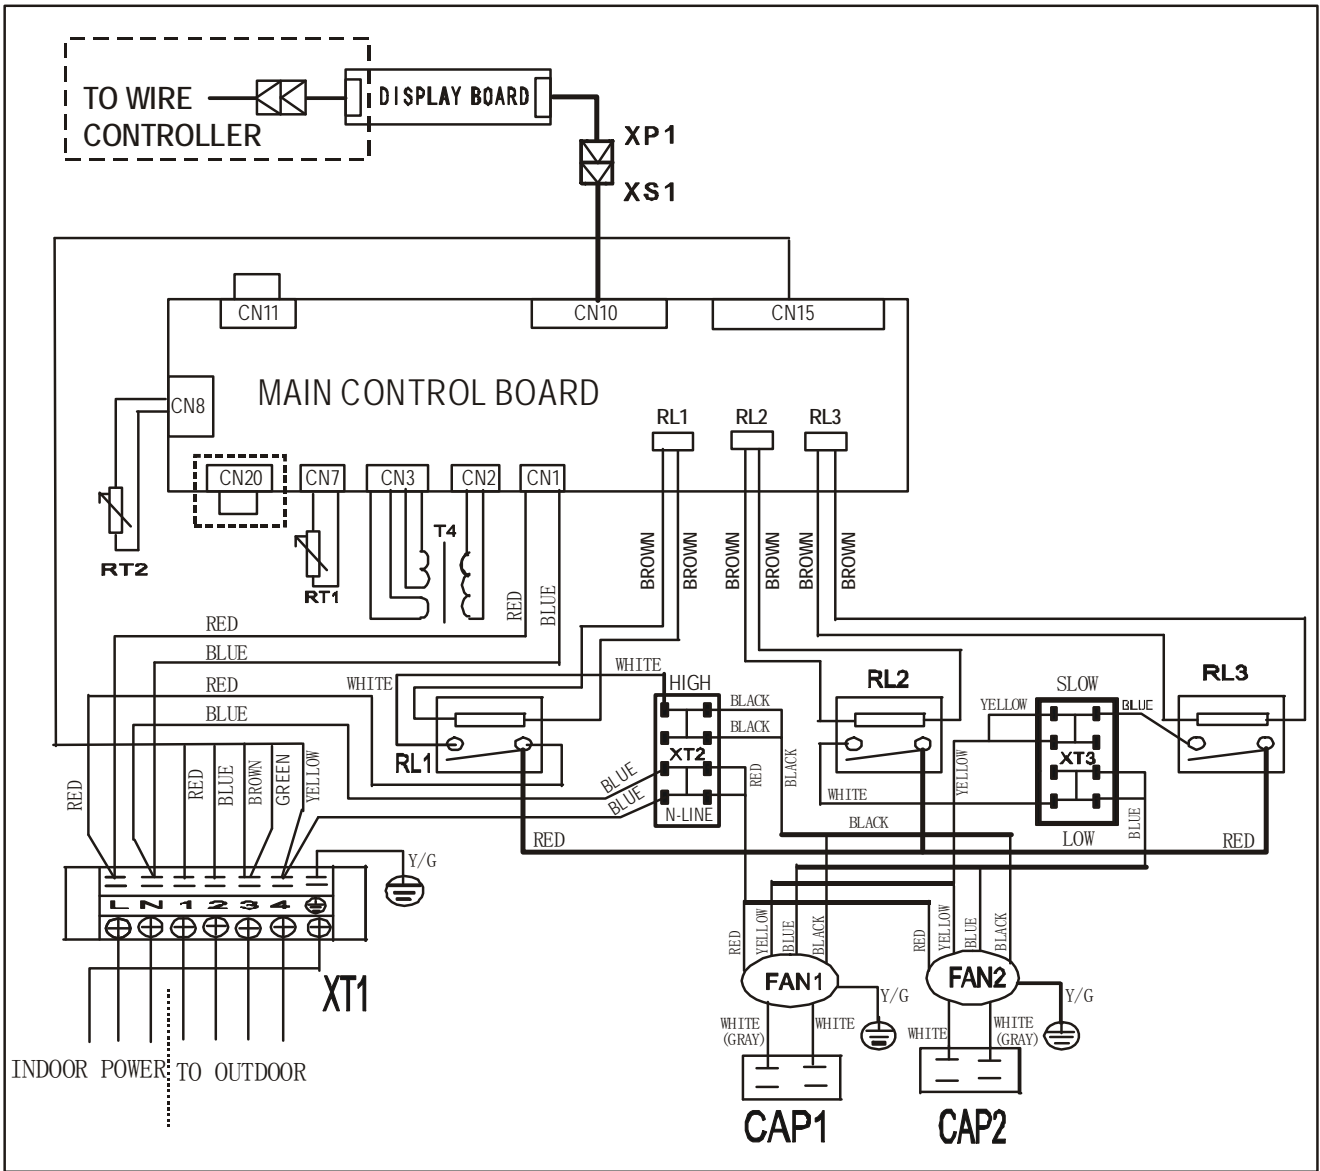 TO WIRE
CONTROLLER
DISPLAY BOARD
XP1
XS1
CN11
CN10
CN15
MAIN CONTROL BOARD
CN8
RL1
RL2
RL3
CN20
CN7
CN3
CN2
CN1
T4
RT2
RT1
BROWN
BROWN
BROWN
BROWN
BROWN
BROWN
RED
BLUE
RED
BLUE
RED
BLUE
WHITE
WHITE
HIGH
BLACK
BLACK
XT2
N-LINE
RL1
RL2
RL3
YELLOW
SLOW
BLUE
XT3
LOW
RED
RED
BLUE
BROWN
GREEN
YELLOW
BLUE
BLUE
RED
BLACK
WHITE
YELLOW
BLUE
BLACK
RED
RED
Y/G
L N 1 2 3 4
XT1
INDOOR POWER
TO OUTDOOR
RED
YELLOW
BLUE
BLACK
RED
YELLOW
BLUE
BLACK
FAN1
FAN2
Y/G
Y/G
WHITE
(GRAY)
WHITE
WHITE
WHITE
(GRAY)
CAP1
CAP2